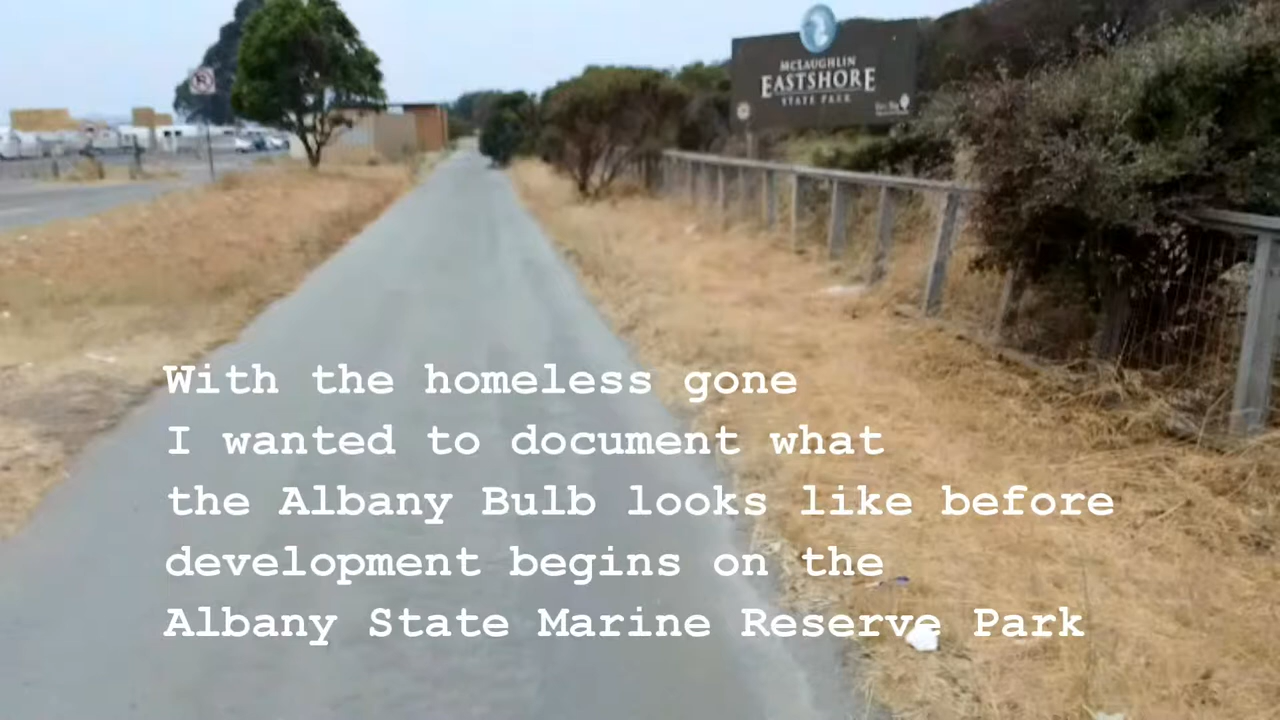 McLAUGHLIN
EASTSHORE
STATE PARK
With the homeless gone
I wanted to document what
the Albany Bulb looks like before
development begins on the
Albany State Marine Reserve Park